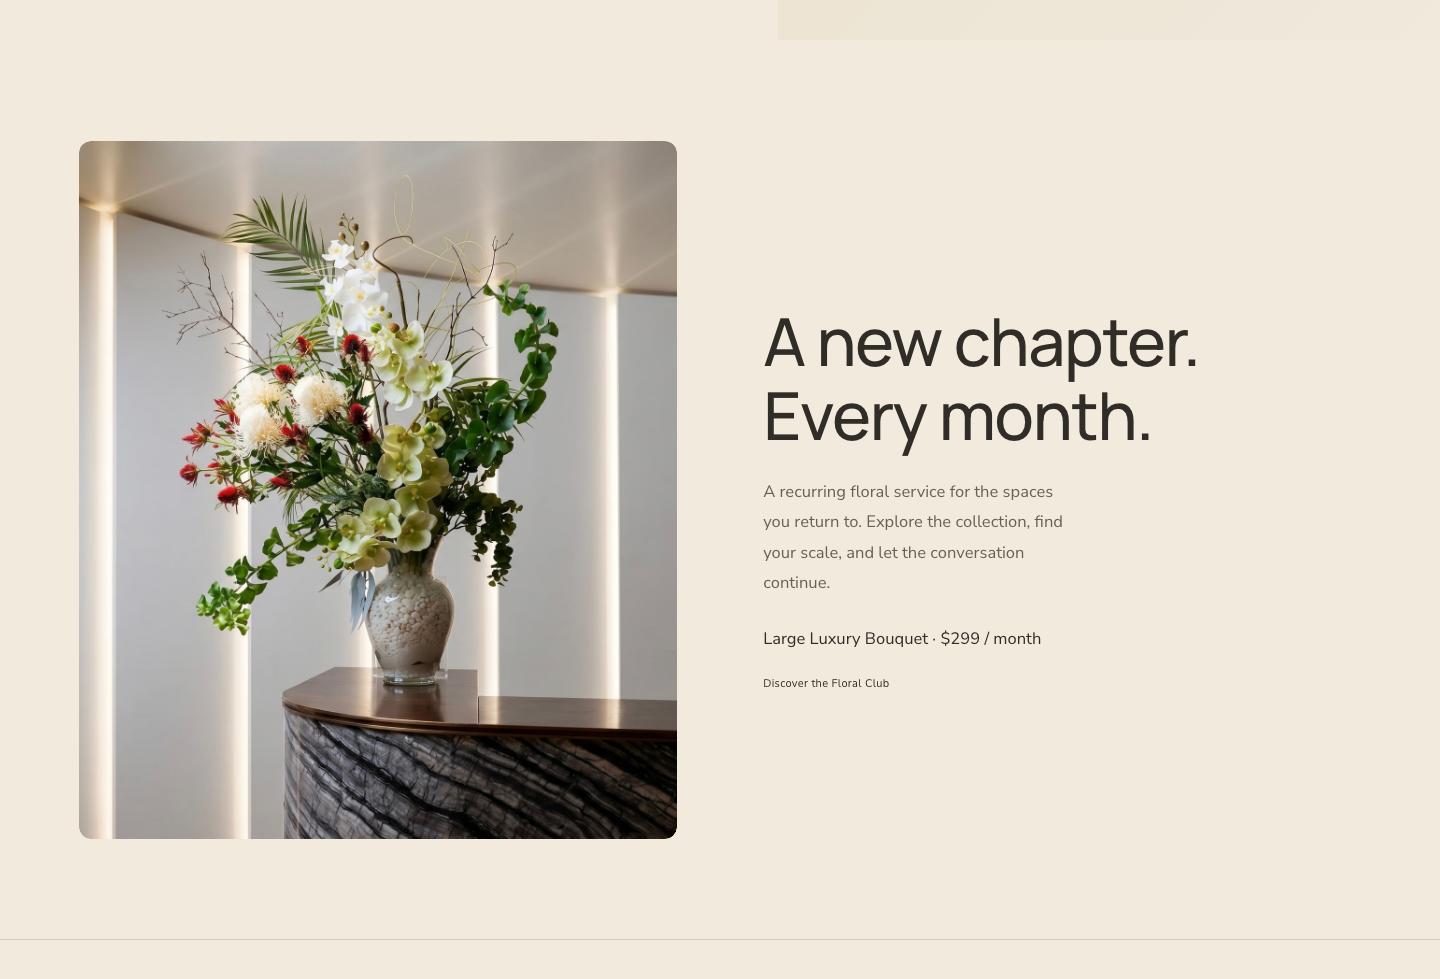 A new chapter.
Every month.
A recurring floral service for the spaces
you return to. Explore the collection, find
your scale, and let the conversation
continue.
Large Luxury Bouquet · $299 / month
Discover the Floral Club